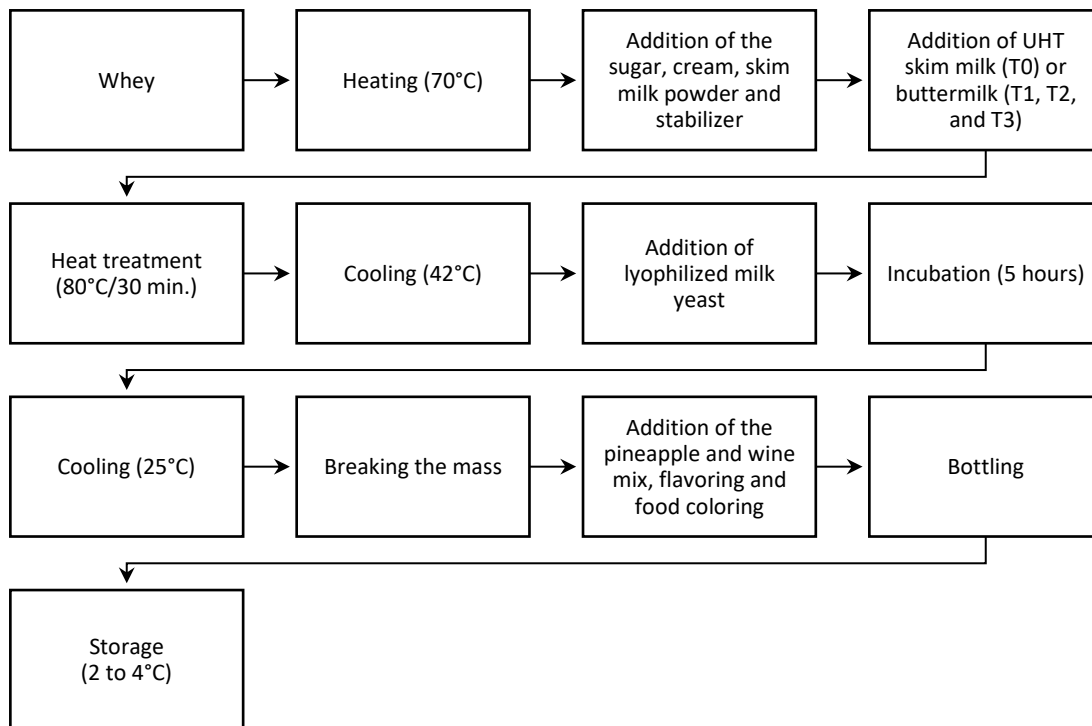 Whey
Heating (70°C)
Addition of the
sugar, cream, skim
milk powder and
stabilizer
Addition of UHT
skim milk (T0) or
buttermilk (T1, T2,
and T3)
Heat treatment
(80°C/30 min.)
Cooling (42°C)
Addition of
lyophilized milk
yeast
Incubation (5 hours)
Cooling (25°C)
Breaking the mass
Addition of the
pineapple and wine
mix, flavoring and
food coloring
Bottling
Storage
(2 to 4°C)